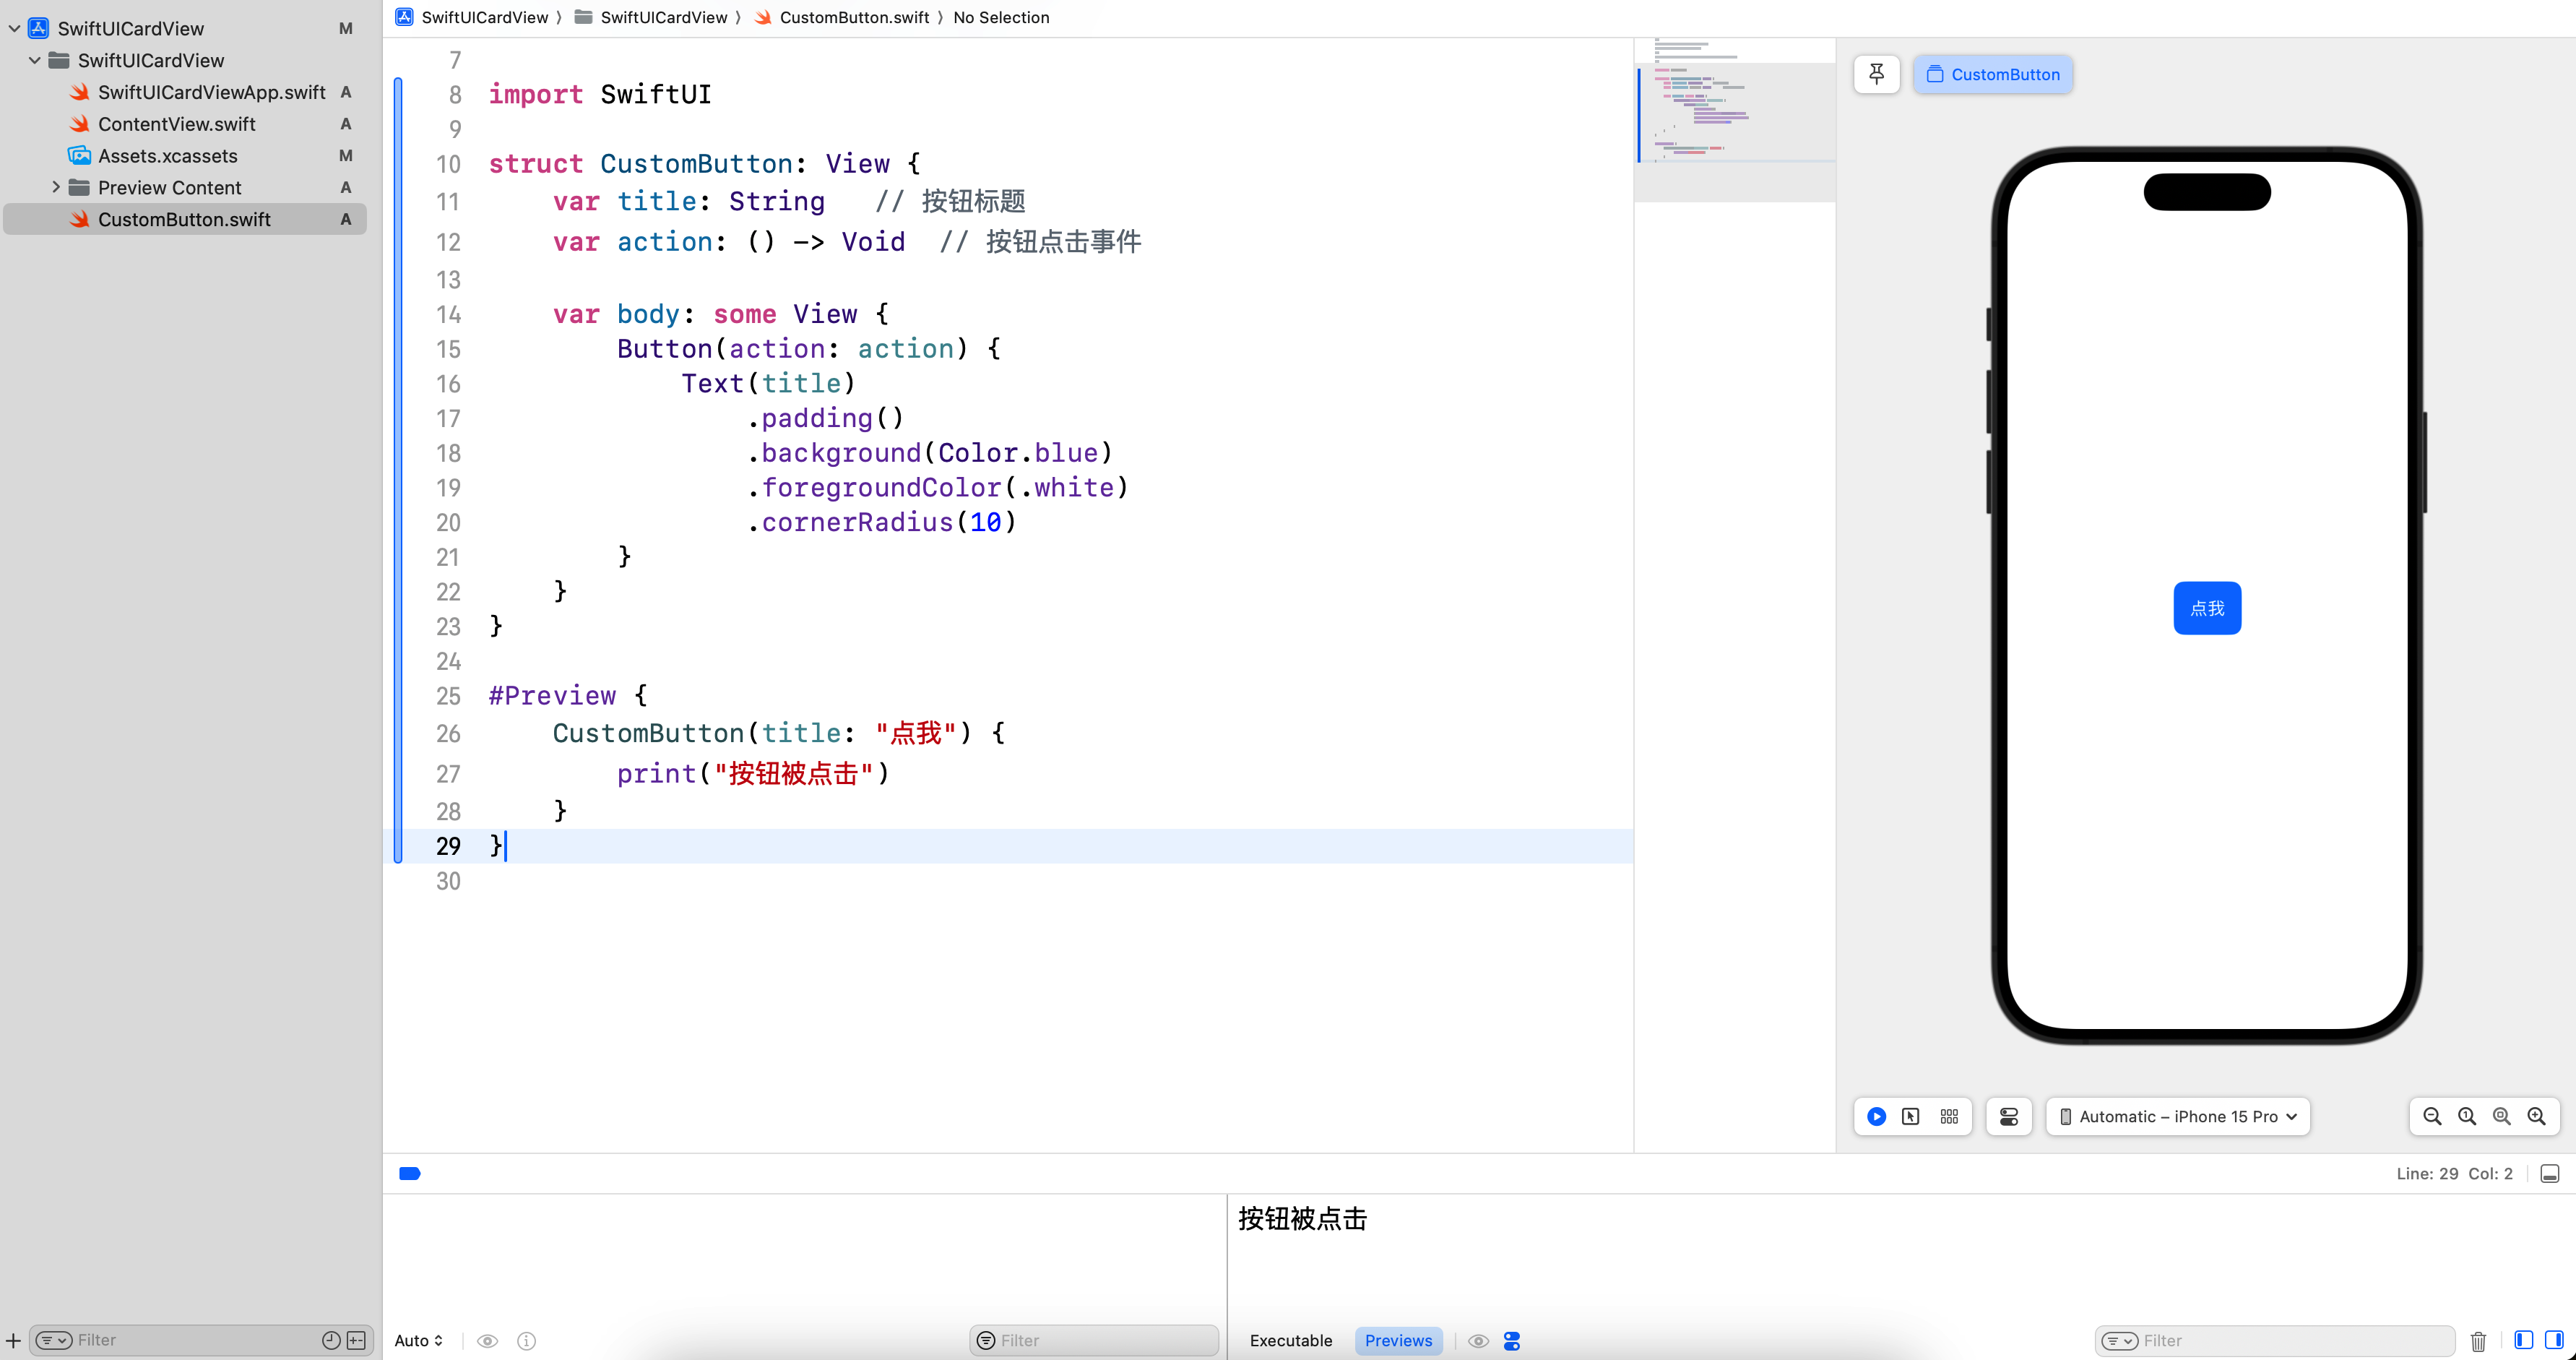 SwiftUICardView M
SwiftUICardView
SwiftUICardViewApp.swift A
ContentView.swift A
Assets.xcassets M
Preview Content A
CustomButton.swift A
Filter
SwiftUICardView 〉 SwiftUICardView 〉 CustomButton.swift 〉 No Selection
7
8 import SwiftUI
9
10 struct CustomButton: View {
11     var title: String   // 按钮标题
12     var action: () -> Void  // 按钮点击事件
13
14     var body: some View {
15         Button(action: action) {
16             Text(title)
17                 .padding()
18                 .background(Color.blue)
19                 .foregroundColor(.white)
20                 .cornerRadius(10)
21         }
22     }
23 }
24
25 #Preview {
26     CustomButton(title: "点我") {
27         print("按钮被点击")
28     }
29 }
30
CustomButton
点我
Automatic – iPhone 15 Pro
Line: 29 Col: 2
按钮被点击
Auto
Filter
Executable Previews
Filter